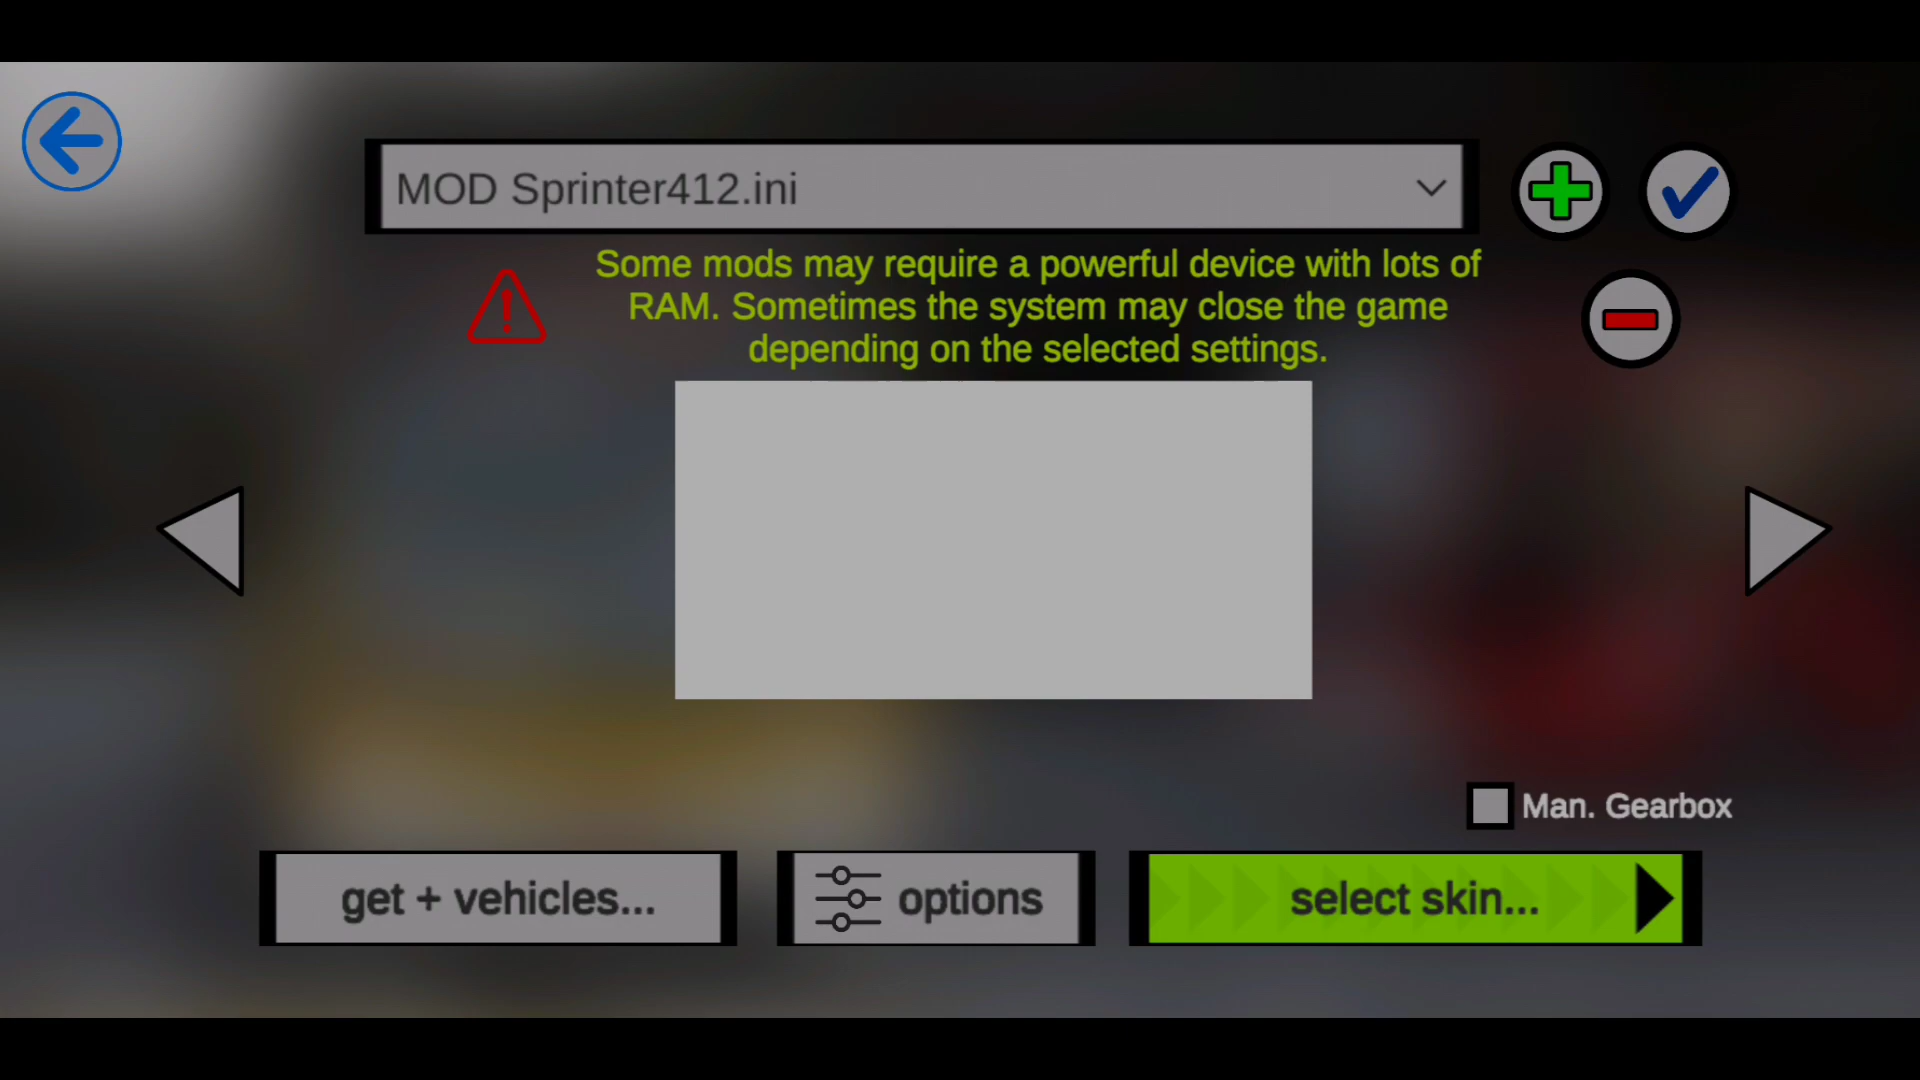 MOD Sprinter412.ini
Some mods may require a powerful device with lots of
RAM. Sometimes the system may close the game
depending on the selected settings.
Man. Gearbox
get + vehicles...
options
select skin...